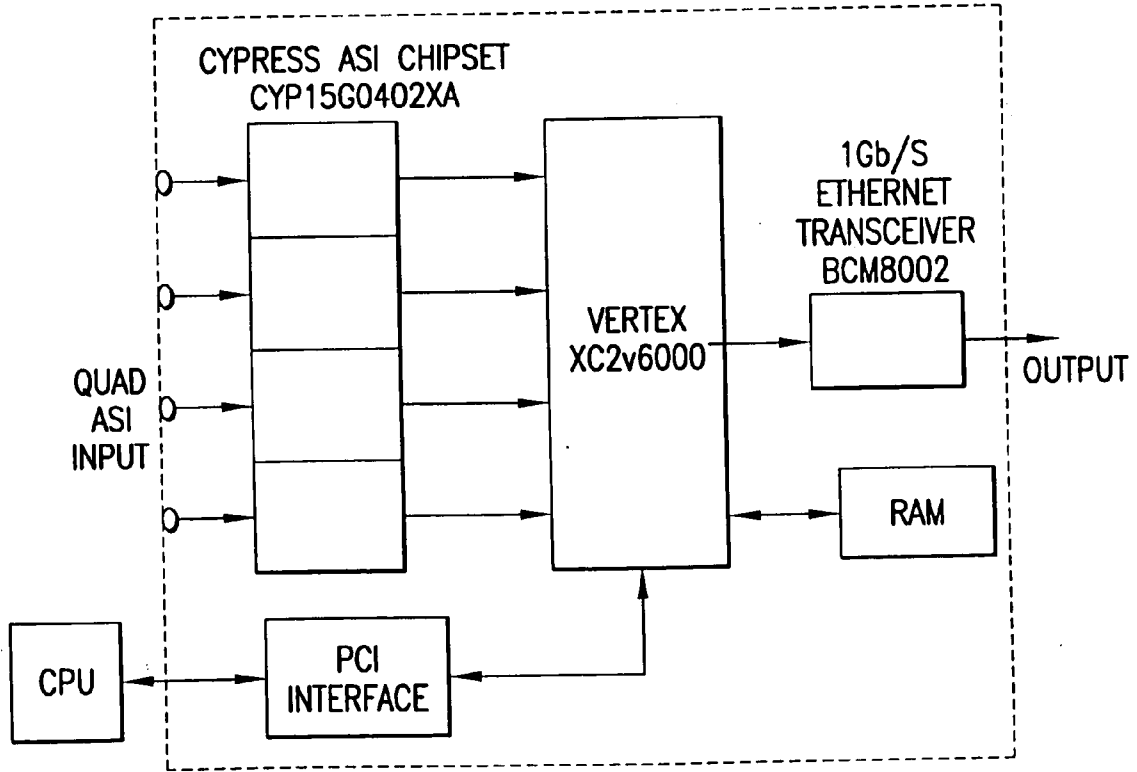 CYPRESS ASI CHIPSET
CYP15G0402XA
1Gb/S
ETHERNET
TRANSCEIVER
BCM8002
VERTEX
XC2v6000
OUTPUT
QUAD
ASI
INPUT
RAM
CPU
PCI
INTERFACE